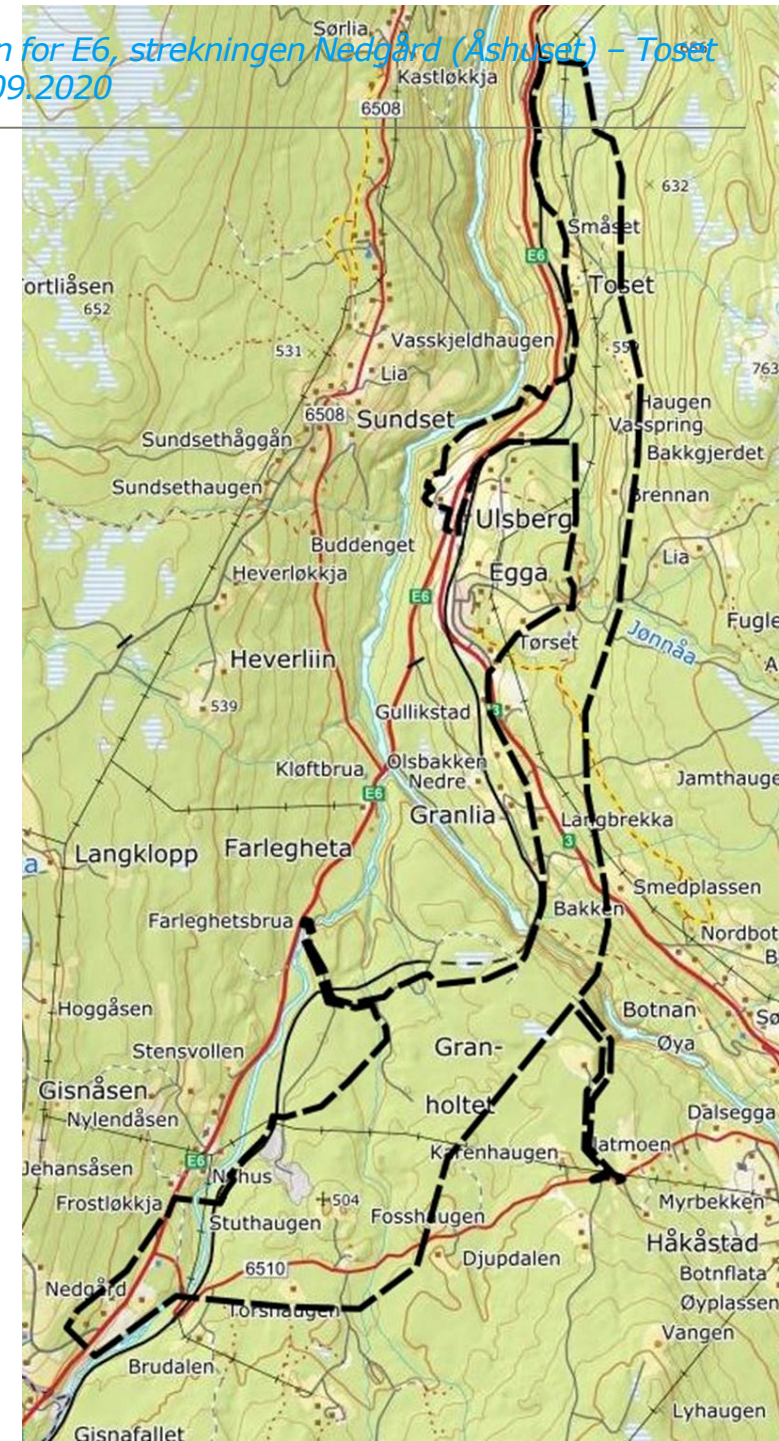 n for E6, strekningen Nedgård (Åshuset) – Toset
09.2020
Sørlia
Kastløkkja
6508
632
Småset
E6
Toset
ortliåsen
652
Vasskjeldhaugen
531
763
Lia
6508
Sundset
Haugen
Vasspring
Sundsethåggån
Bakkgjerdet
Sundsethaugen
Brennan
Ulsberg
Buddenget
Lia
Egga
Heverløkkja
E6
Fugle
Tørset
Jønnåa
Heverliin
A
539
Gullikstad
3
Kløftbrua
Olsbakken
Nedre
Jamthauge
E6
Granlia
Langbrekka
Langklopp
Farlegheta
3
a
Smedplassen
Farleghetsbrua
Bakken
Nordbot
B
Hoggåsen
Botnan
Sø
Stensvollen
Gran-
Øya
Gisnåsen
holtet
Nylendåsen
Dalsegga
Karenhaugen
Jehansåsen
E6
504
Frostløkkja
Myrbekken
Stuthaugen
Fosshaugen
Håkåstad
Djupdalen
6510
Botnflata
Nedgård
Øyplassen
Torshaugen
Vangen
Brudalen
Lyhaugen
Gisnafallet